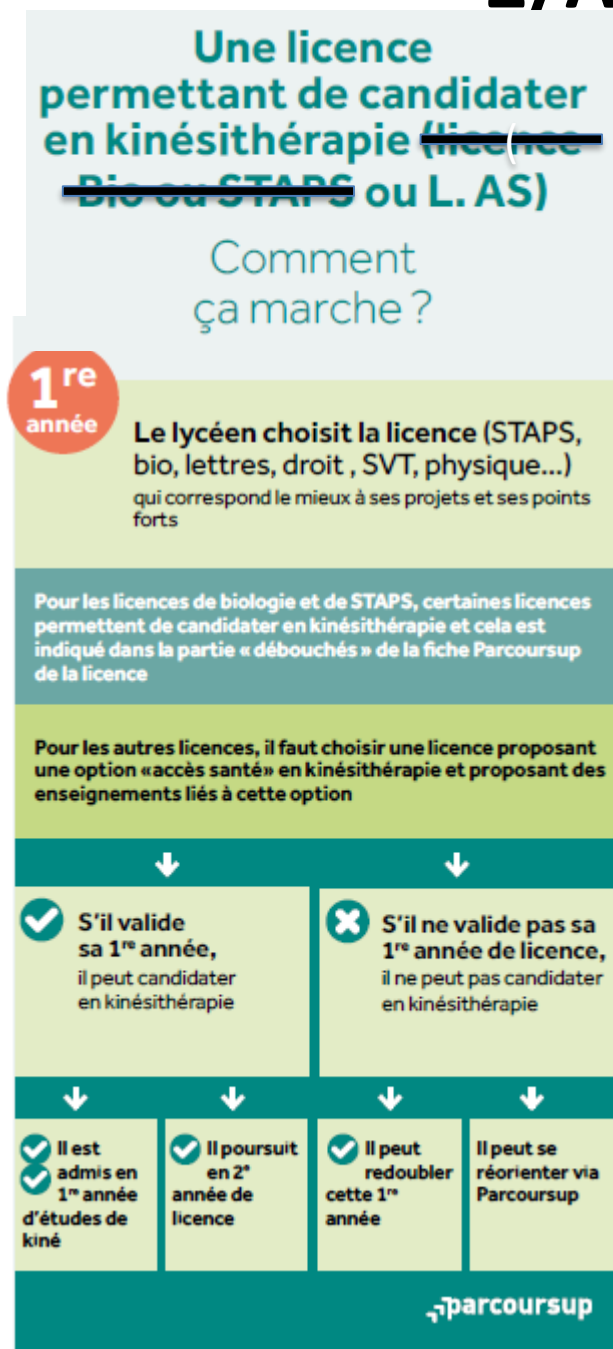 Une licence
permettant de candidater
en kinésithérapie (licence
Bio ou STAPS ou L. AS)
Comment
ça marche ?
1re
année
Le lycéen choisit la licence (STAPS,
bio, lettres, droit , SVT, physique...)
qui correspond le mieux à ses projets et ses points
forts
Pour les licences de biologie et de STAPS, certaines licences
permettent de candidater en kinésithérapie et cela est
indiqué dans la partie « débouchés » de la fiche Parcoursup
de la licence
Pour les autres licences, il faut choisir une licence proposant
une option «accès santé» en kinésithérapie et proposant des
enseignements liés à cette option
S'il valide
sa 1re année,
il peut candidater
en kinésithérapie
S'il ne valide pas sa
1re année de licence,
il ne peut pas candidater
en kinésithérapie
Il est
admis en
1re année
d'études de
kiné
Il poursuit
en 2e
année de
licence
Il peut
redoubler
cette 1re
année
Il peut se
réorienter via
Parcoursup
parcoursup